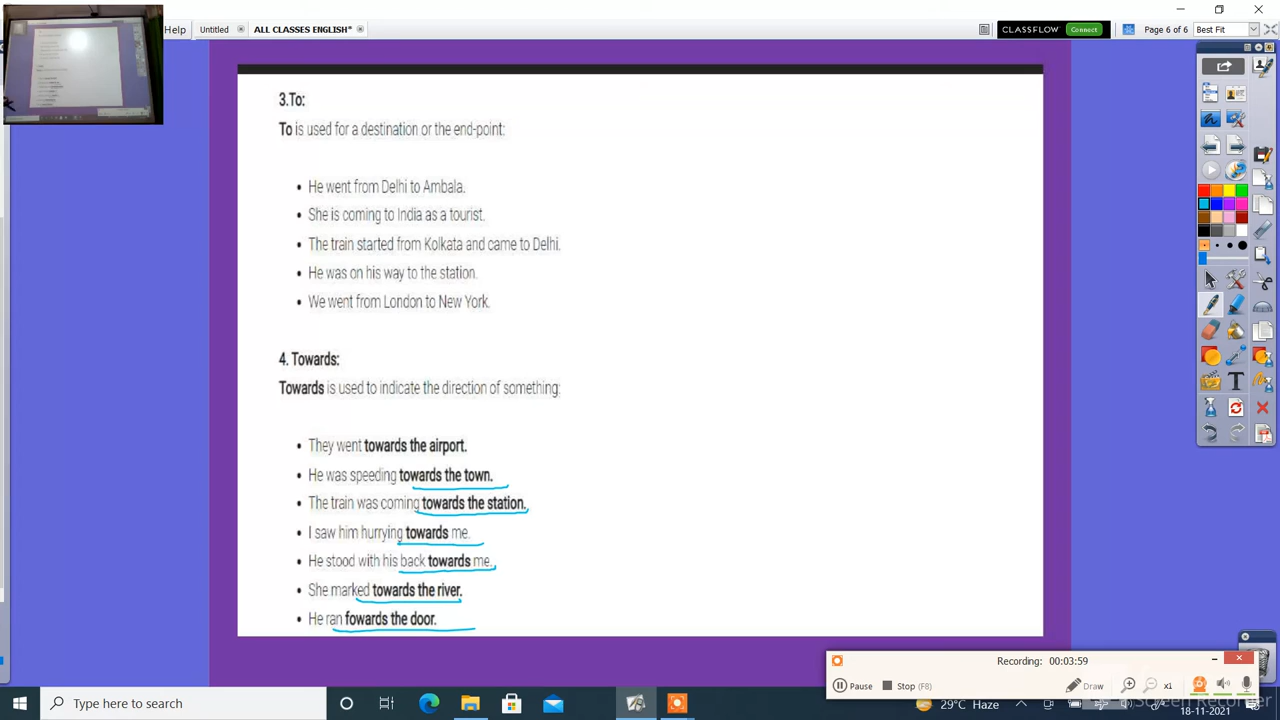 Help
Untitled
ALL CLASSES ENGLISH*
CLASSFLOW
Connect
Page 6 of 6
Best Fit
3.To:
To is used for a destination or the end-point:
• He went from Delhi to Ambala.
• She is coming to India as a tourist.
• The train started from Kolkata and came to Delhi.
• He was on his way to the station.
• We went from London to New York.
4. Towards:
Towards is used to indicate the direction of something:
• They went towards the airport.
• He was speeding towards the town.
• The train was coming towards the station.
• I saw him hurrying towards me.
• He stood with his back towards me.
• She marked towards the river.
• He ran fowards the door.
Recording: 00:03:59
Pause
Stop (F8)
x1
Draw
Screen Recorder
Type here to search
29°C Haze
18-11-2021